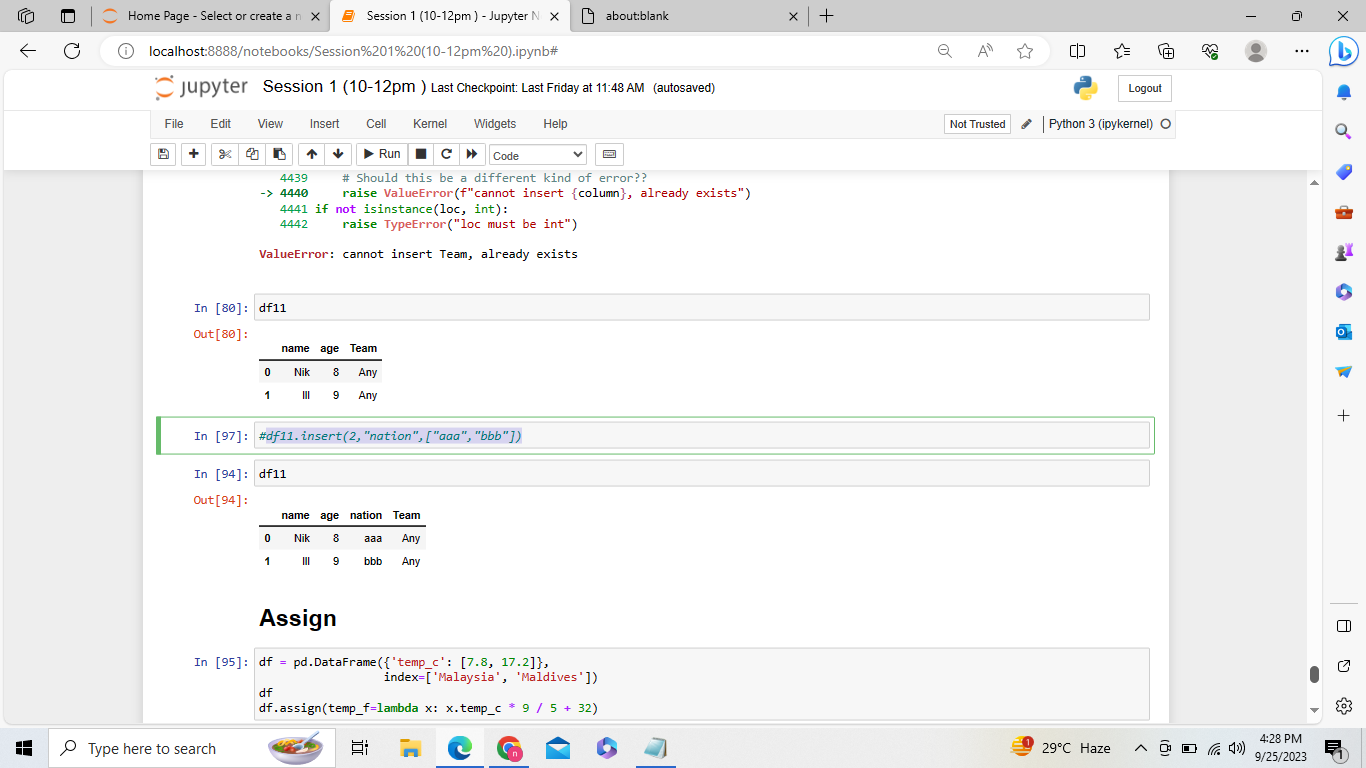 Home Page - Select or create a n
Session 1 (10-12pm ) - Jupyter N
about:blank
localhost:8888/notebooks/Session%201%20(10-12pm%20).ipynb#
jupyter Session 1 (10-12pm ) Last Checkpoint: Last Friday at 11:48 AM (autosaved)
Logout
File Edit View Insert Cell Kernel Widgets Help
Not Trusted
Python 3 (ipykernel)
Run
Code
4439 # Should this be a different kind of error??
-> 4440 raise ValueError(f"cannot insert {column}, already exists")
4441 if not isinstance(loc, int):
4442 raise TypeError("loc must be int")
ValueError: cannot insert Team, already exists
In [80]: df11
Out[80]:
name age Team
0 Nik 8 Any
1 Ill 9 Any
In [97]: #df11.insert(2,"nation",["aaa","bbb"])
In [94]: df11
Out[94]:
name age nation Team
0 Nik 8 aaa Any
1 Ill 9 bbb Any
Assign
In [95]: df = pd.DataFrame({'temp_c': [7.8, 17.2]},
index=['Malaysia', 'Maldives'])
df
df.assign(temp_f=lambda x: x.temp_c * 9 / 5 + 32)
Type here to search
1
29°C Haze
4:28 PM
9/25/2023
1